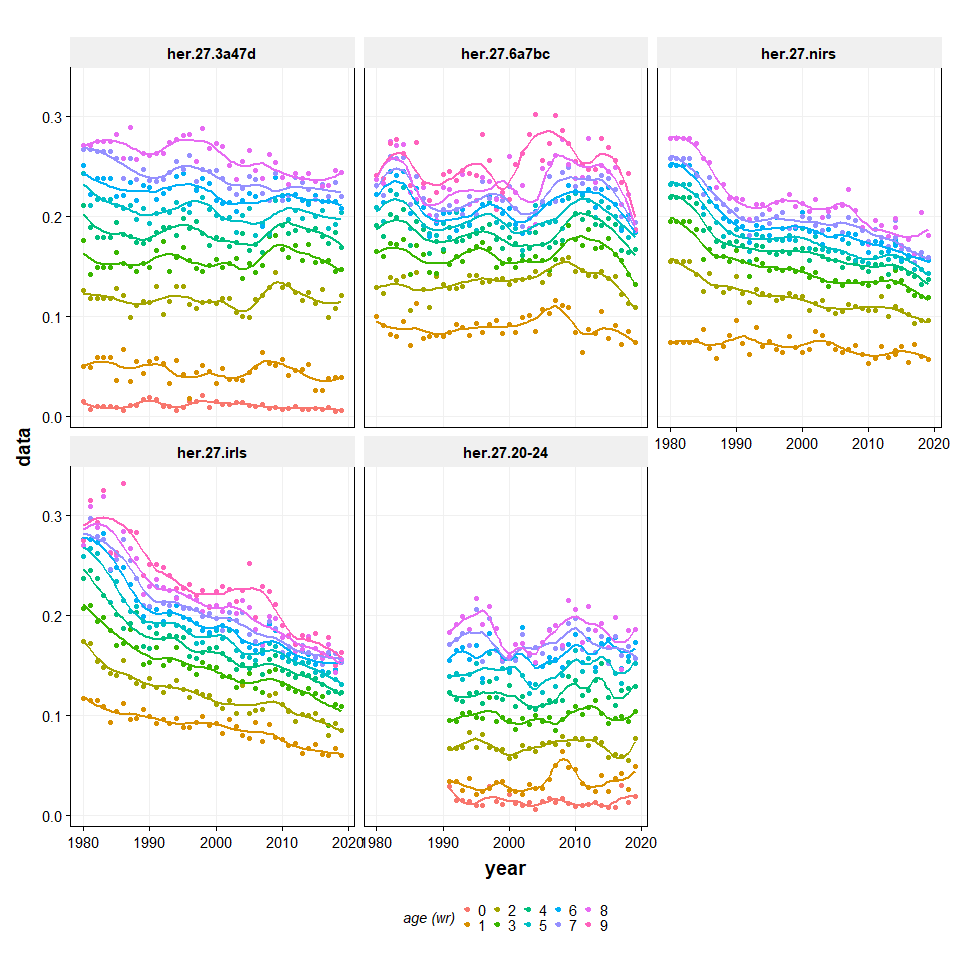 her.27.3a47d her.27.6a7bc her.27.nirs
0.3
0.2
0.1
0.0
1980 1990 2000 2010 2020
her.27.irls her.27.20-24
0.3
0.2
0.1
0.0
1980 1990 2000 2010 2020 1980 1990 2000 2010 2020
data
year
age (wr) 0 2 4 6 8
1 3 5 7 9